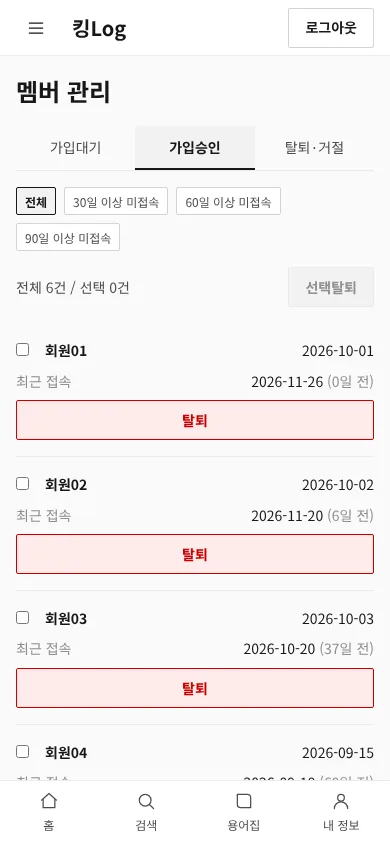 킹Log
로그아웃
멤버 관리
가입대기 가입승인 탈퇴·거절
전체 30일 이상 미접속 60일 이상 미접속
90일 이상 미접속
전체 6건 / 선택 0건 선택탈퇴
회원01 2026-10-01
최근 접속 2026-11-26 (0일 전)
탈퇴
회원02 2026-10-02
최근 접속 2026-11-20 (6일 전)
탈퇴
회원03 2026-10-03
최근 접속 2026-10-20 (37일 전)
탈퇴
회원04 2026-09-15
홈 검색 용어집 내 정보